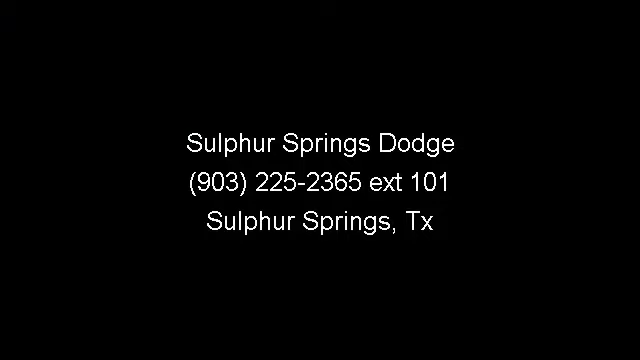 Sulphur Springs Dodge
(903) 225-2365 ext 101
Sulphur Springs, Tx